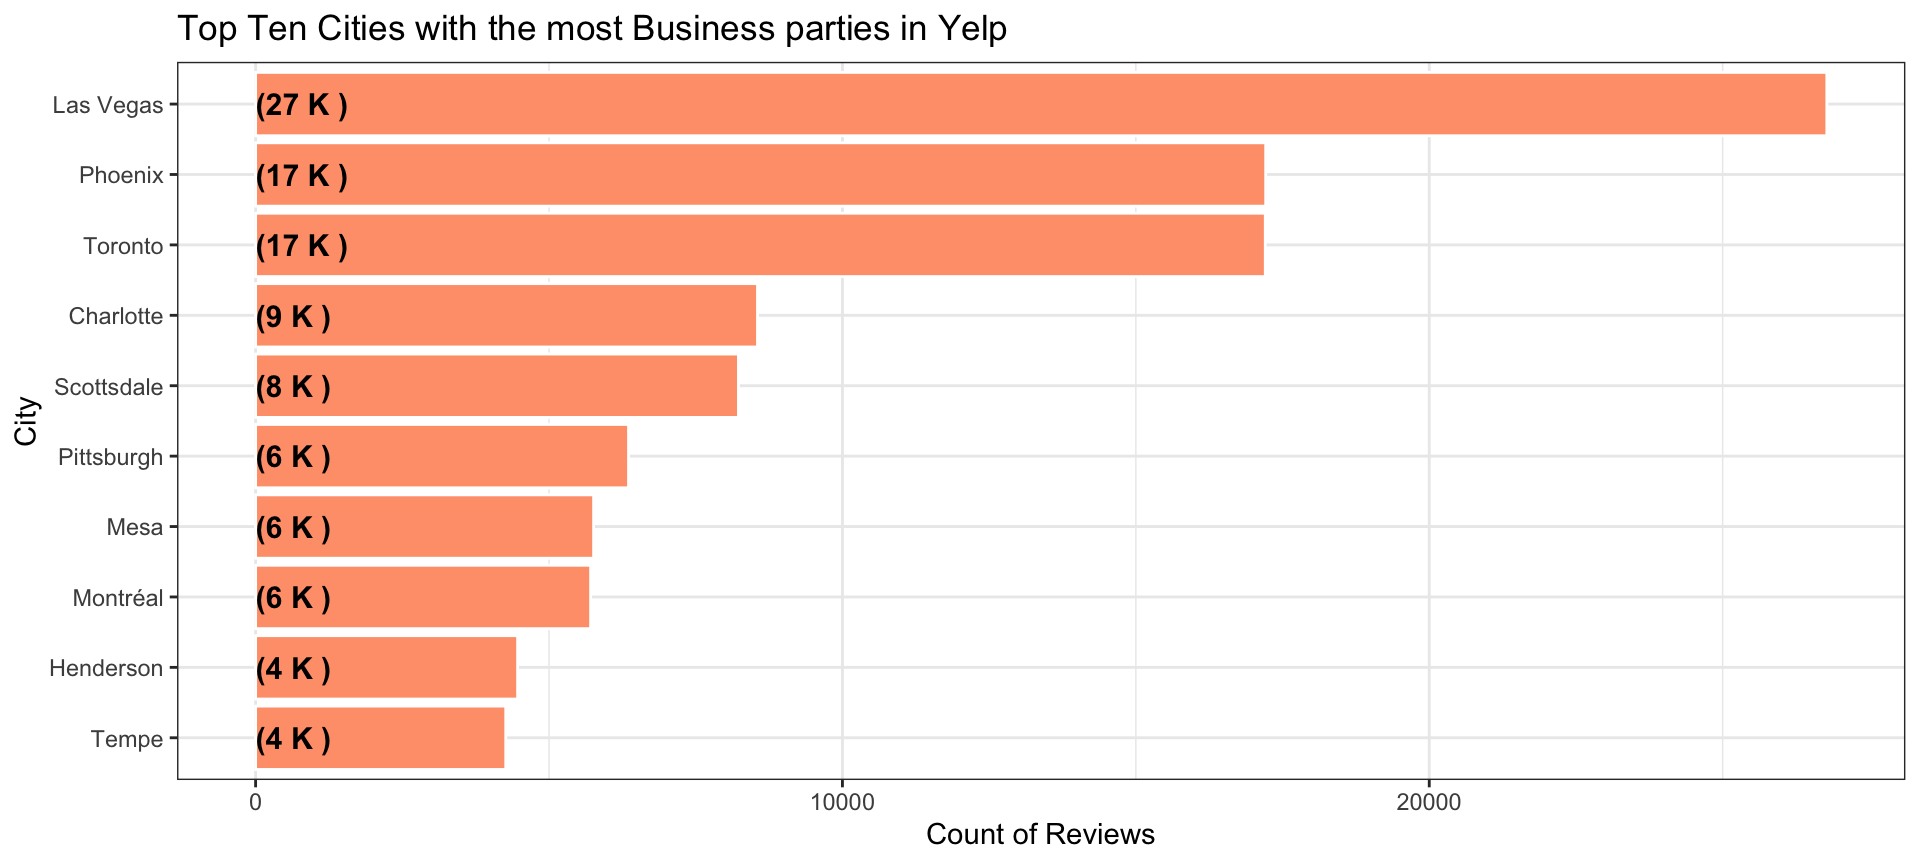 Top Ten Cities with the most Business parties in Yelp
City
Las Vegas (27 K )
Phoenix (17 K )
Toronto (17 K )
Charlotte (9 K )
Scottsdale (8 K )
Pittsburgh (6 K )
Mesa (6 K )
Montréal (6 K )
Henderson (4 K )
Tempe (4 K )
0 10000 20000
Count of Reviews